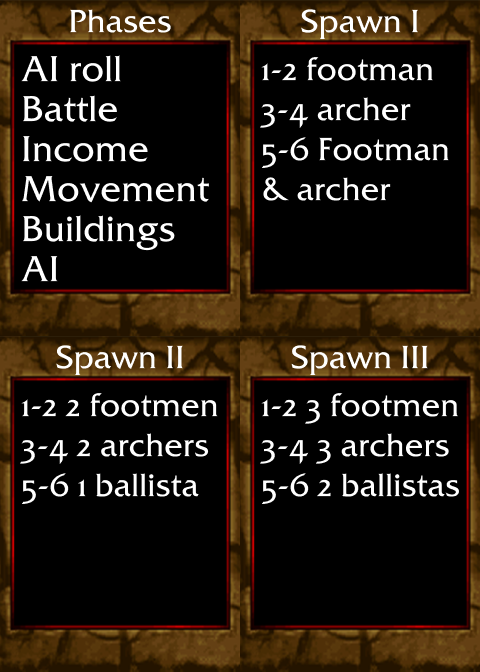 Phases
AI roll
Battle
Income
Movement
Buildings
AI
Spawn I
1-2 footman
3-4 archer
5-6 Footman
& archer
Spawn II
1-2 2 footmen
3-4 2 archers
5-6 1 ballista
Spawn III
1-2 3 footmen
3-4 3 archers
5-6 2 ballistas